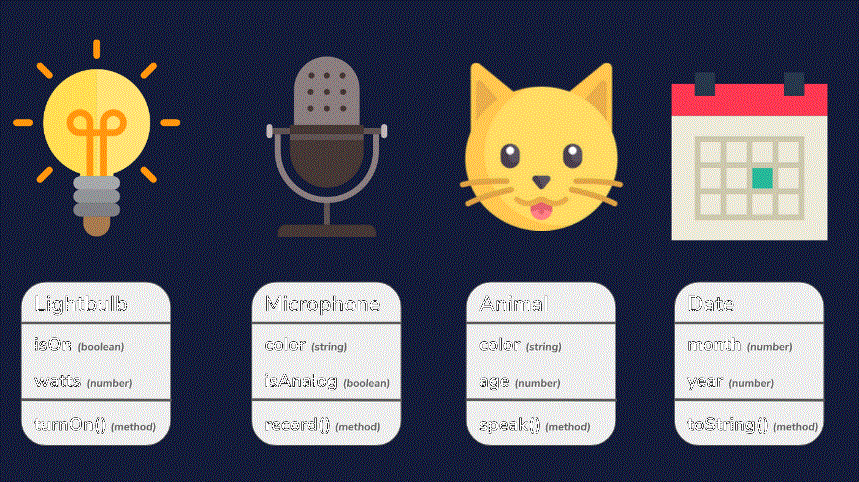 Lightbulb
isOn (boolean)
watts (number)
turnOn() (method)
Microphone
color (string)
isAnalog (boolean)
record() (method)
Animal
color (string)
age (number)
speak() (method)
Date
month (number)
year (number)
toString() (method)